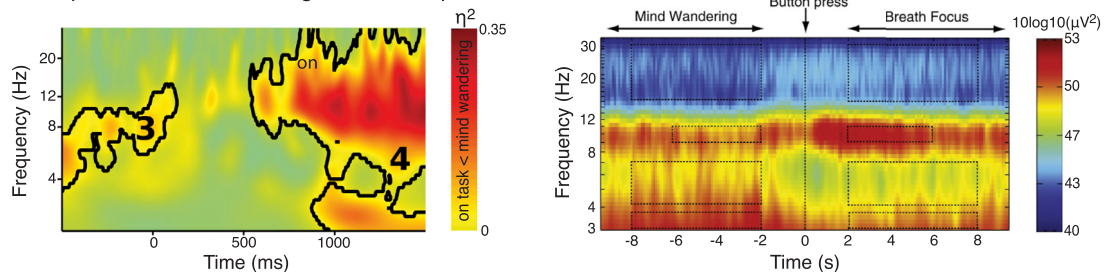 η2
0.35
on
20
12
8
4
3
4
0
500
1000
Frequency (Hz)
Time (ms)
on task < mind wandering
0
Button press
Mind Wandering
Breath Focus
10log10(μV2)
30
20
12
8
4
3
-8
-6
-4
-2
0
2
4
6
8
Frequency (Hz)
Time (s)
53
50
47
43
40